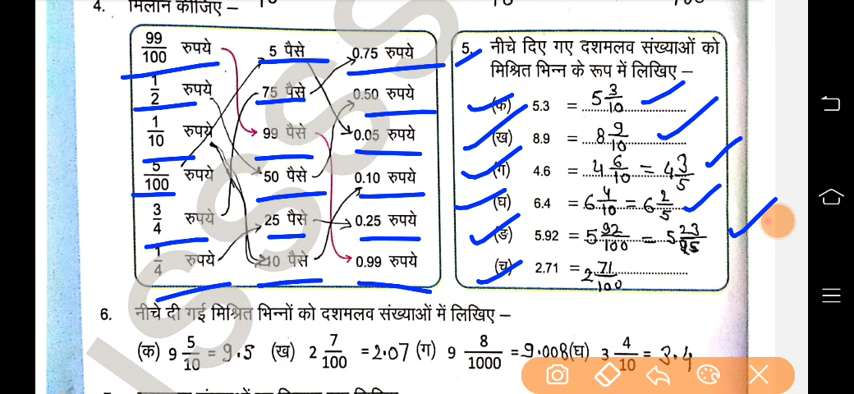 4. मिलान कीजिए –
99/100 रुपये 5 पैसे 0.75 रुपये
1/2 रुपये 75 पैसे 0.50 रुपये
1/10 रुपये 99 पैसे 0.05 रुपये
5/100 रुपये 50 पैसे 0.10 रुपये
3/4 रुपये 25 पैसे 0.25 रुपये
1/4 रुपये 10 पैसे 0.99 रुपये
5. नीचे दिए गए दशमलव संख्याओं को
मिश्रित भिन्न के रूप में लिखिए –
(क) 5.3 = 5 3/10
(ख) 8.9 = 8 9/10
(ग) 4.6 = 4 6/10 = 4 3/5
(घ) 6.4 = 6 4/10 = 6 2/5
(ङ) 5.92 = 5 92/100 = 5 23/25
(च) 2.71 = 2 71/100
6. नीचे दी गई मिश्रित भिन्नों को दशमलव संख्याओं में लिखिए –
(क) 9 5/10 = 9.5 (ख) 2 7/100 = 2.07 (ग) 9 8/1000 = 9.008 (घ) 3 4/10 = 3.4